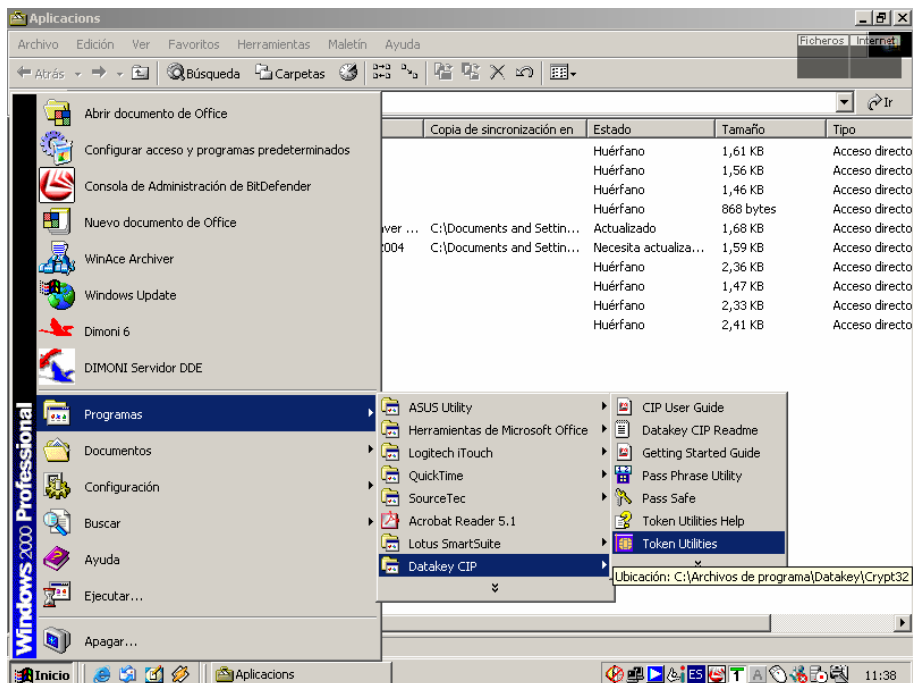 Aplicacions
Archivo Edición Ver Favoritos Herramientas Maletín Ayuda
Ficheros Internet
Atrás Búsqueda Carpetas
Ir
Copia de sincronización en Estado Tamaño Tipo
Huérfano 1,61 KB Acceso directo
Huérfano 1,56 KB Acceso directo
Huérfano 1,46 KB Acceso directo
Huérfano 868 bytes Acceso directo
ver ... C:\Documents and Settin... Actualizado 1,68 KB Acceso directo
2004 C:\Documents and Settin... Necesita actualiza... 1,59 KB Acceso directo
Huérfano 2,36 KB Acceso directo
Huérfano 1,47 KB Acceso directo
Huérfano 2,33 KB Acceso directo
Huérfano 2,41 KB Acceso directo
Abrir documento de Office
Configurar acceso y programas predeterminados
Consola de Administración de BitDefender
Nuevo documento de Office
WinAce Archiver
Windows Update
Dimoni 6
DIMONI Servidor DDE
Programas
Documentos
Configuración
Buscar
Ayuda
Ejecutar...
Apagar...
Windows 2000 Professional
ASUS Utility
Herramientas de Microsoft Office
Logitech iTouch
QuickTime
SourceTec
Acrobat Reader 5.1
Lotus SmartSuite
Datakey CIP
CIP User Guide
Datakey CIP Readme
Getting Started Guide
Pass Phrase Utility
Pass Safe
Token Utilities Help
Token Utilities
Ubicación: C:\Archivos de programa\Datakey\Crypt32
Inicio Aplicacions ES T A 11:38